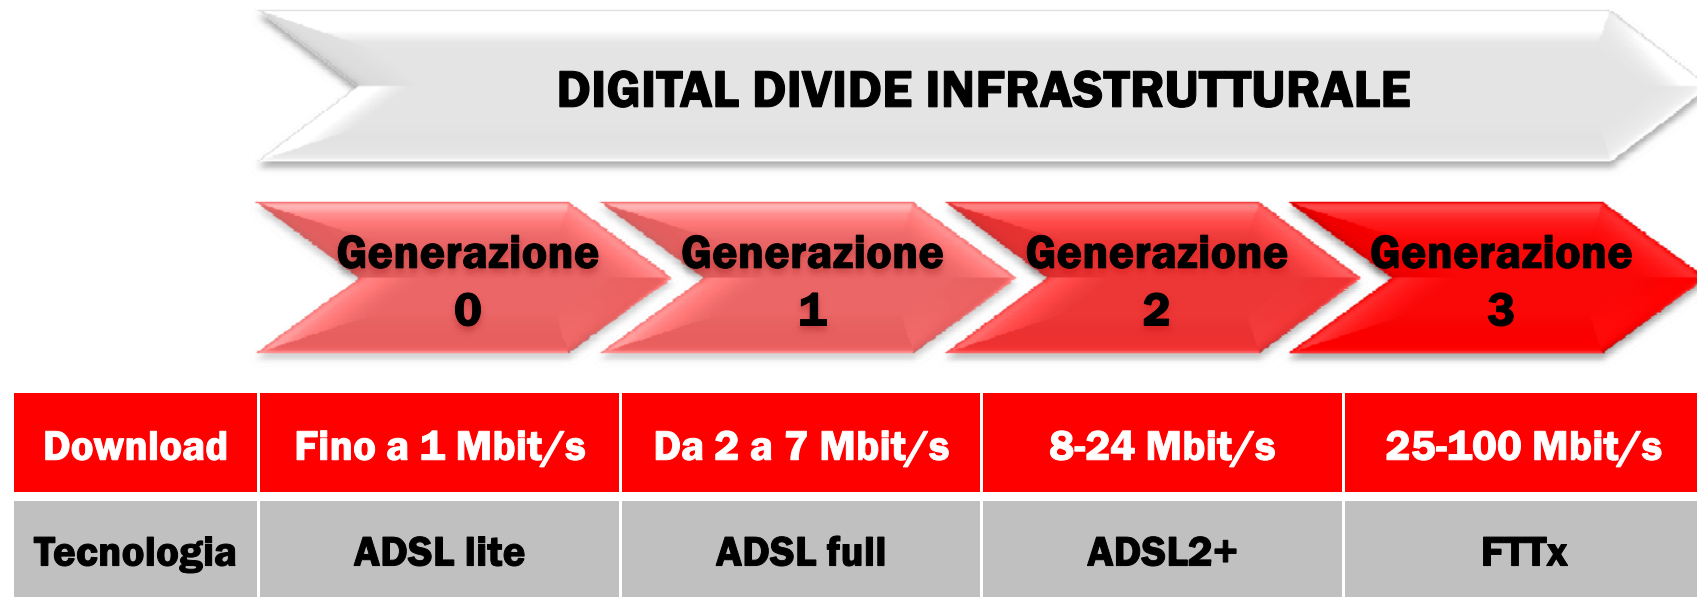 DIGITAL DIVIDE INFRASTRUTTURALE
Generazione
0
Generazione
1
Generazione
2
Generazione
3
Download Fino a 1 Mbit/s Da 2 a 7 Mbit/s 8-24 Mbit/s 25-100 Mbit/s
Tecnologia ADSL lite ADSL full ADSL2+ FTTx